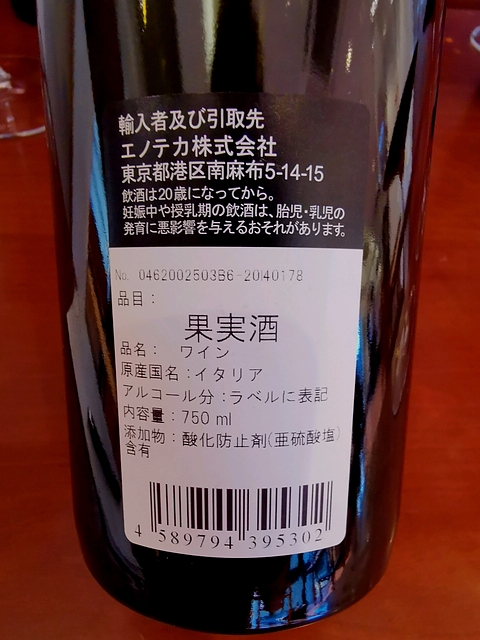 輸入者及び引取先
エノテカ株式会社
東京都港区南麻布5-14-15
飲酒は20歳になってから。
妊娠中や授乳期の飲酒は、胎児・乳児の
発育に悪影響を与えるおそれがあります。
No. 0462002503B6-20140178
品目：
果実酒
品名： ワイン
原産国名：イタリア
アルコール分：ラベルに表記
内容量：750 ml
添加物：酸化防止剤(亜硫酸塩)
含有
4 589794 395302